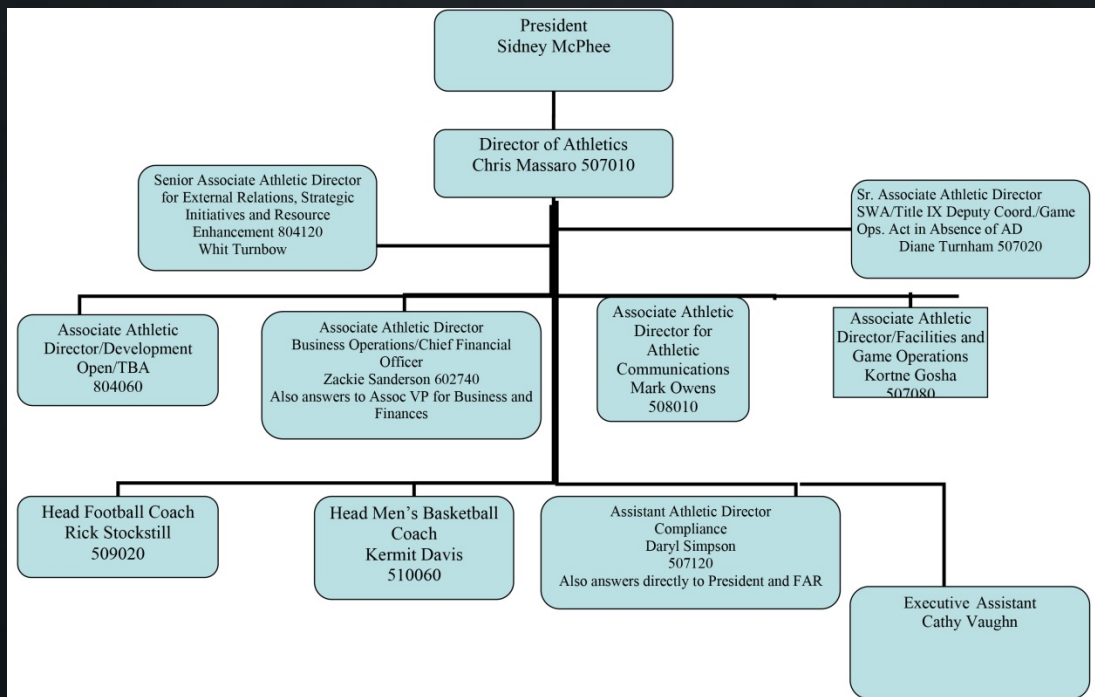 President
Sidney McPhee
Director of Athletics
Chris Massaro 507010
Senior Associate Athletic Director
for External Relations, Strategic
Initiatives and Resource
Enhancement 804120
Whit Turnbow
Sr. Associate Athletic Director
SWA/Title IX Deputy Coord./Game
Ops. Act in Absence of AD
Diane Turnham 507020
Associate Athletic
Director/Development
Open/TBA
804060
Associate Athletic Director
Business Operations/Chief Financial
Officer
Zackie Sanderson 602740
Also answers to Assoc VP for Business and
Finances
Associate Athletic
Director for
Athletic
Communications
Mark Owens
508010
Associate Athletic
Director/Facilities and
Game Operations
Kortne Gosha
507080
Head Football Coach
Rick Stockstill
509020
Head Men’s Basketball
Coach
Kermit Davis
510060
Assistant Athletic Director
Compliance
Daryl Simpson
507120
Also answers directly to President and FAR
Executive Assistant
Cathy Vaughn